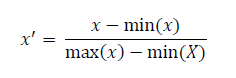 x′ = (x − min(x)) / (max(x) − min(X))